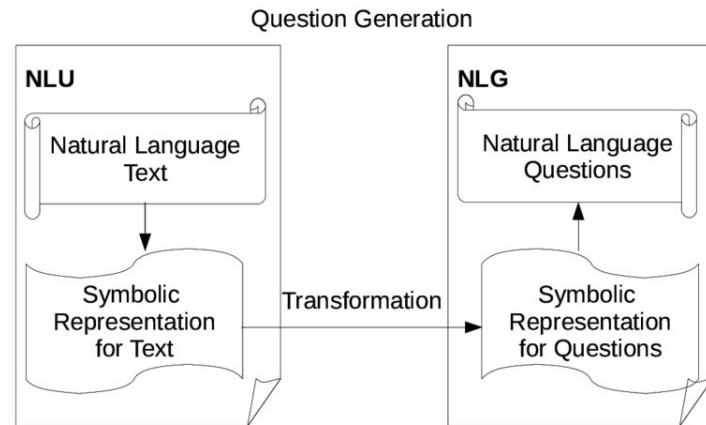 Question Generation
NLU
Natural Language
Text
Symbolic
Representation
for Text
Transformation
NLG
Natural Language
Questions
Symbolic
Representation
for Questions